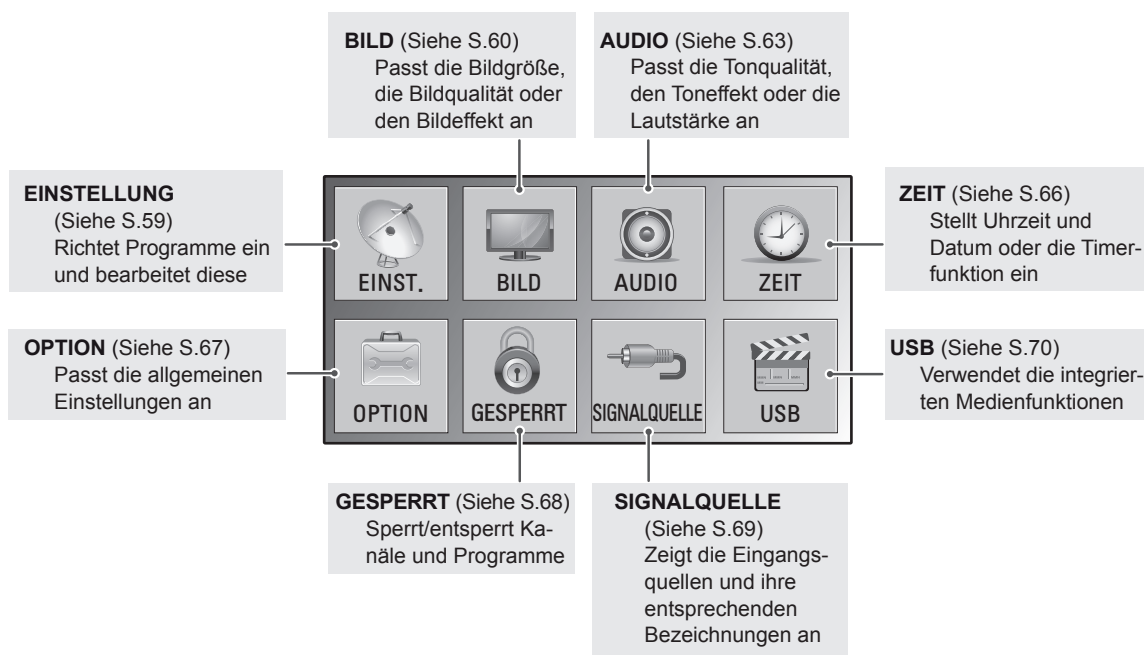 BILD (Siehe S.60)
Passt die Bildgröße,
die Bildqualität oder
den Bildeffekt an
AUDIO (Siehe S.63)
Passt die Tonqualität,
den Toneffekt oder die
Lautstärke an
EINSTELLUNG
(Siehe S.59)
Richtet Programme ein
und bearbeitet diese
ZEIT (Siehe S.66)
Stellt Uhrzeit und
Datum oder die Timer-
funktion ein
EINST.
BILD
AUDIO
ZEIT
OPTION (Siehe S.67)
Passt die allgemeinen
Einstellungen an
USB (Siehe S.70)
Verwendet die integrier-
ten Medienfunktionen
OPTION
GESPERRT
SIGNALQUELLE
USB
GESPERRT (Siehe S.68)
Sperrt/entsperrt Ka-
näle und Programme
SIGNALQUELLE
(Siehe S.69)
Zeigt die Eingangs-
quellen und ihre
entsprechenden
Bezeichnungen an